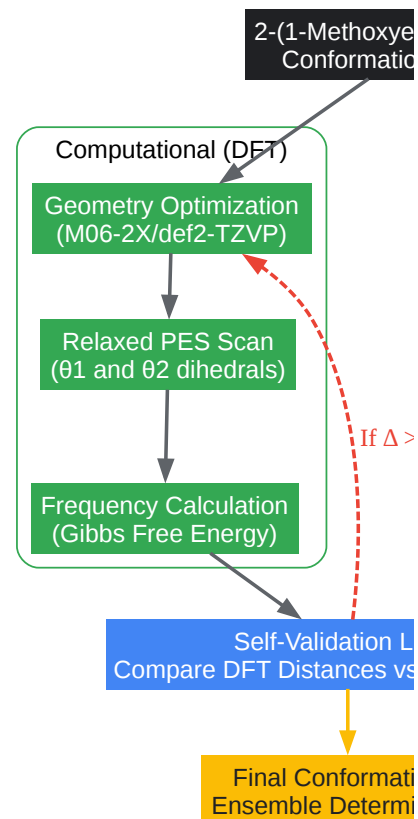 2-(1-Methoxye
Conformatio
Computational (DFT)
Geometry Optimization
(M06-2X/def2-TZVP)
Relaxed PES Scan
(θ1 and θ2 dihedrals)
If Δ >
Frequency Calculation
(Gibbs Free Energy)
Self-Validation L
Compare DFT Distances vs
Final Conformati
Ensemble Determi